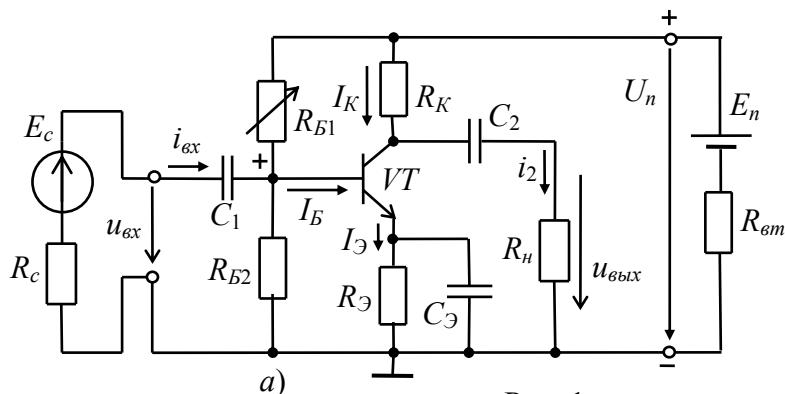 +
I_К R_К
U_п
E_п
E_с
i_вх
R_Б1
C_2
+
VT
i_2
C_1
I_Б
u_вх
I_Э
R_н
R_вт
R_с
R_Б2
u_вых
R_Э
C_Э
−
а)